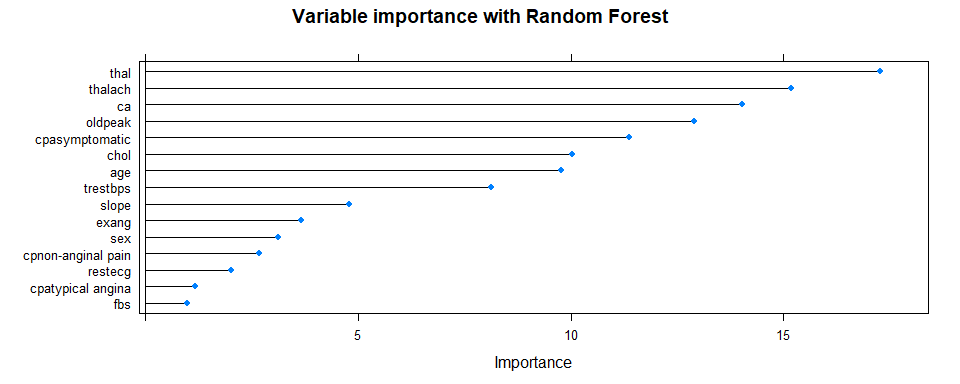 Variable importance with Random Forest
thal
thalach
ca
oldpeak
cpasymptomatic
chol
age
trestbps
slope
exang
sex
cpnon-anginal pain
restecg
cpatypical angina
fbs
5 10 15
Importance